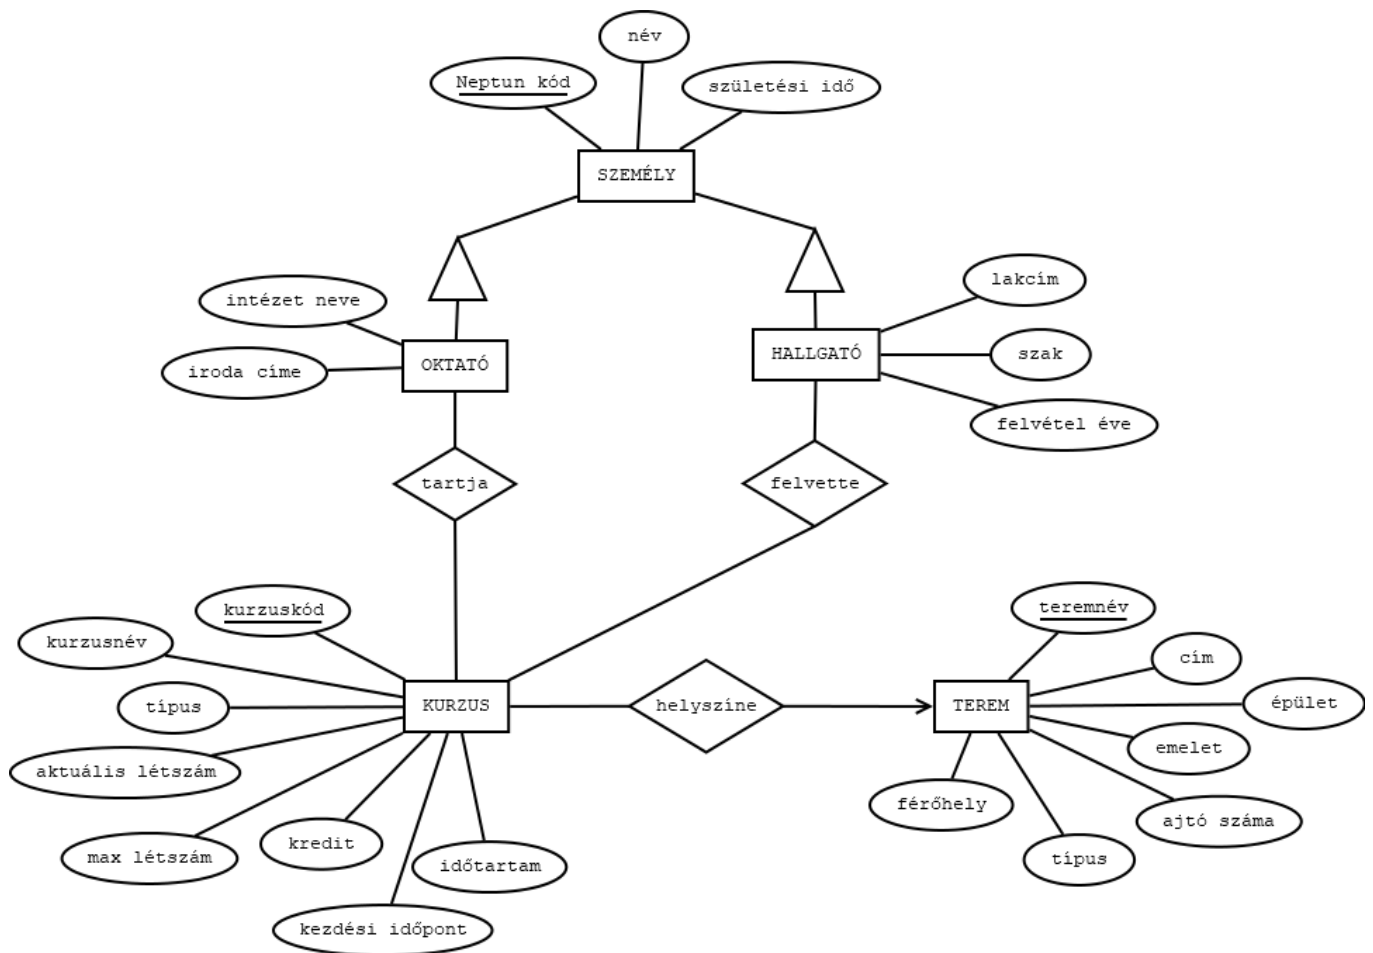 név
Neptun kód
születési idő
SZEMÉLY
intézet neve
iroda címe
OKTATÓ
HALLGATÓ
lakcím
szak
felvétel éve
tartja
felvette
kurzuskód
kurzusnév
típus
aktuális létszám
max létszám
kredit
kezdési időpont
időtartam
KURZUS
helyszíne
TEREM
teremnév
cím
épület
emelet
ajtó száma
típus
férőhely